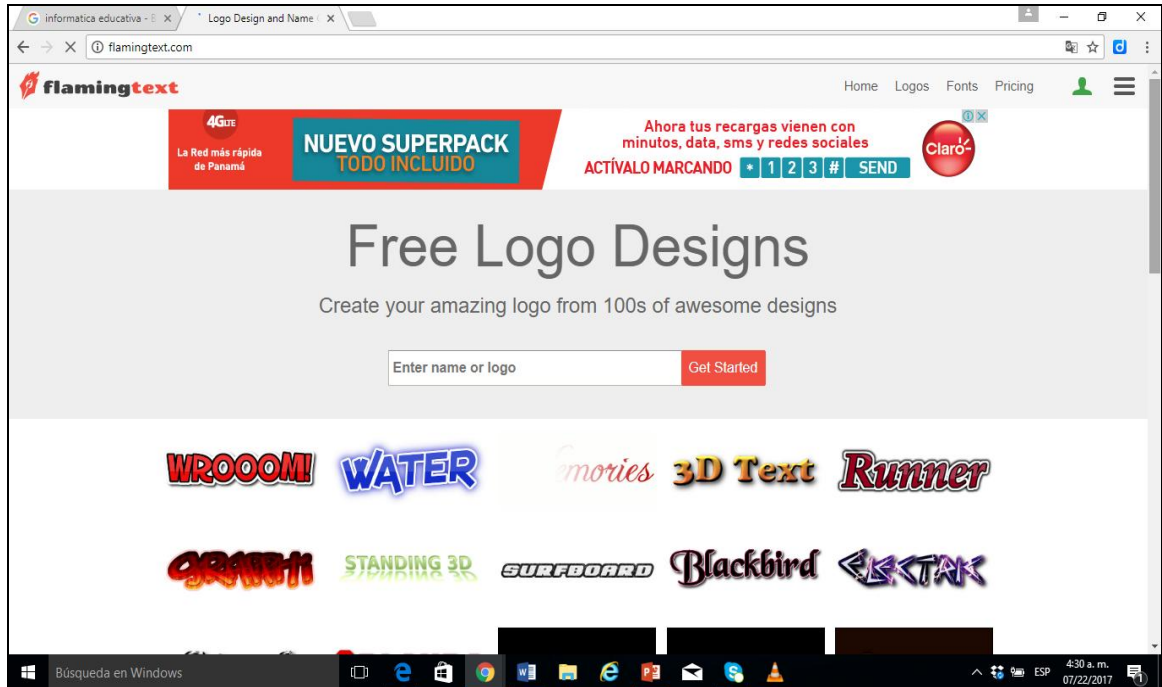 informatica educativa - B
Logo Design and Name G
flamingtext.com
flamingtext
Home Logos Fonts Pricing
4G LTE
La Red más rápida
de Panamá
NUEVO SUPERPACK
TODO INCLUIDO
Ahora tus recargas vienen con
minutos, data, sms y redes sociales
ACTÍVALO MARCANDO * 1 2 3 # SEND
Claro
Free Logo Designs
Create your amazing logo from 100s of awesome designs
Enter name or logo Get Started
WROOOM! WATER emories 3D Text Runner
STANDING 3D SURFBOARD Blackbird ELECTRIC
Búsqueda en Windows
ESP
4:30 a. m.
07/22/2017